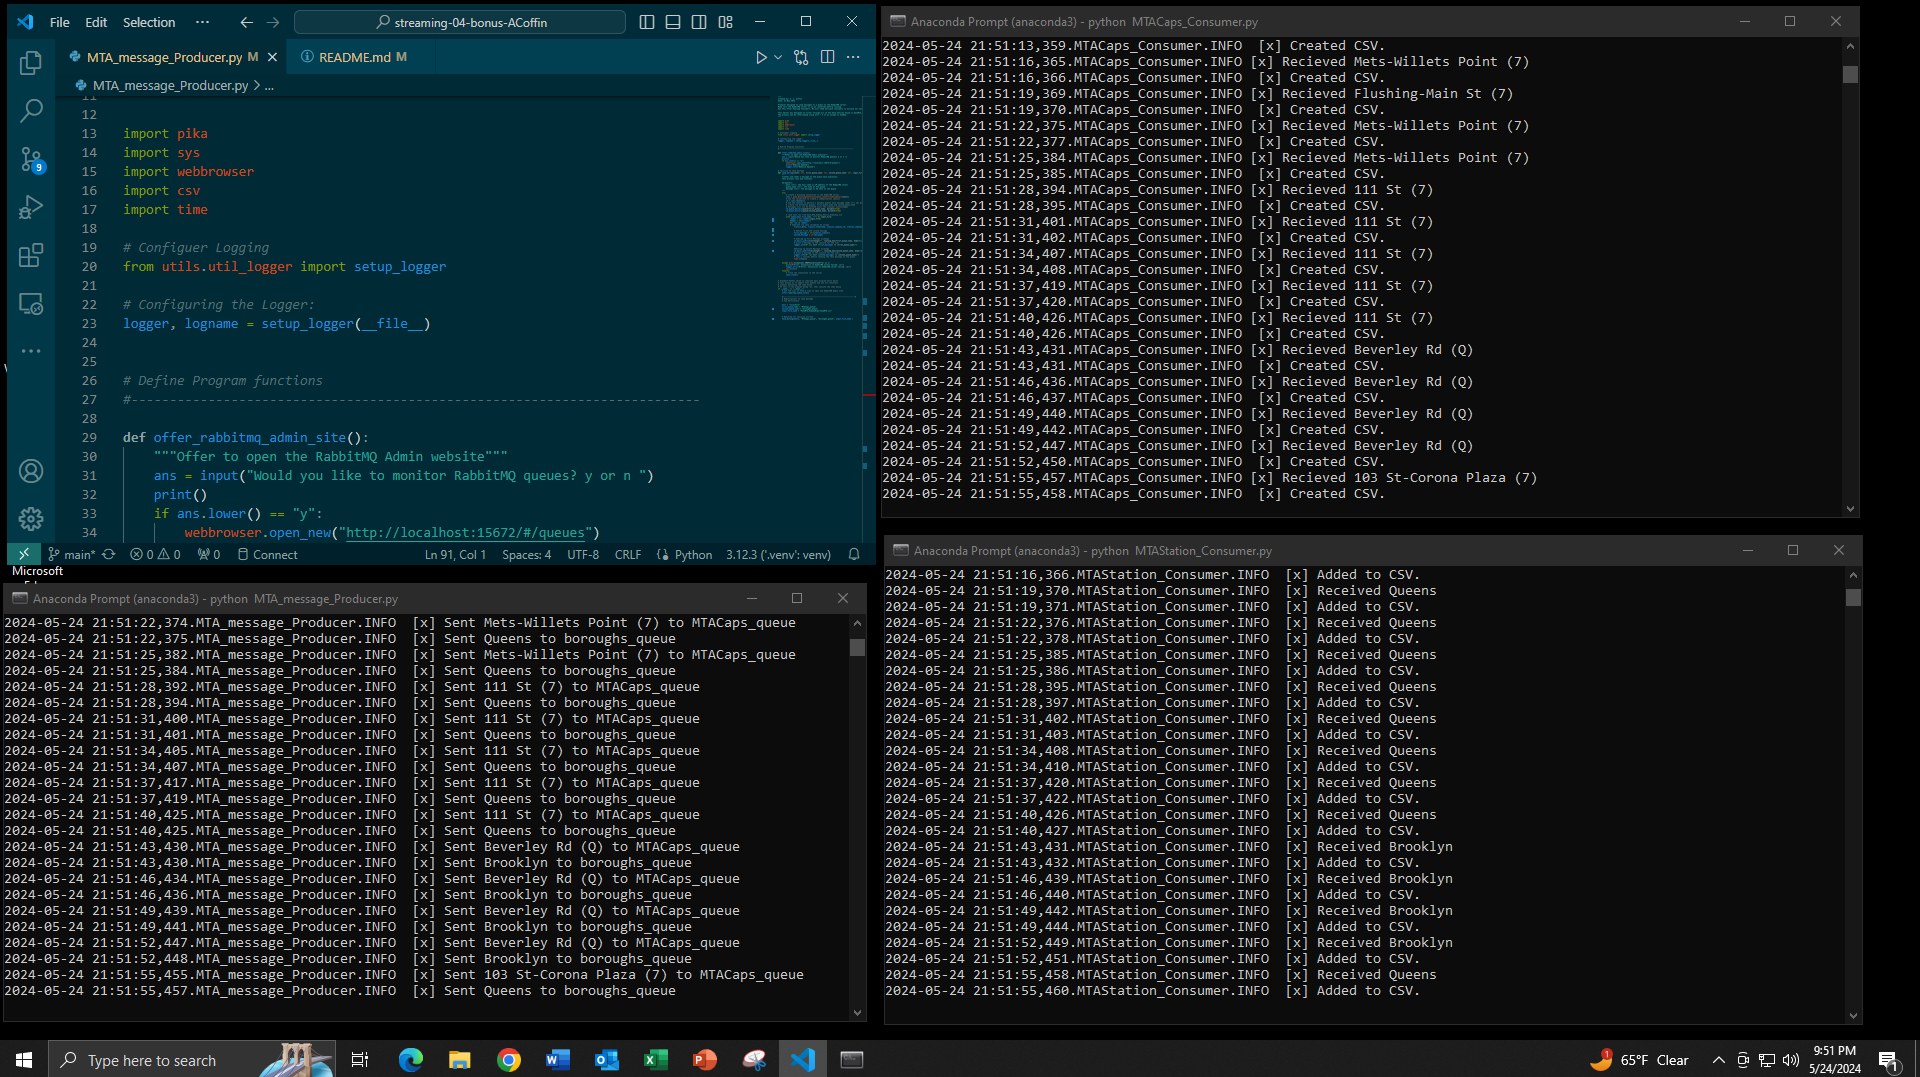 File Edit Selection ··· streaming-04-bonus-ACoffin
MTA_message_Producer.py M README.md M
MTA_message_Producer.py > ...
11
12
13 import pika
14 import sys
15 import webbrowser
16 import csv
17 import time
18
19 # Configuer Logging
20 from utils.util_logger import setup_logger
21
22 # Configuring the Logger:
23 logger, logname = setup_logger(__file__)
24
25
26 # Define Program functions
27 #--------------------------------------------------------------------------
28
29 def offer_rabbitmq_admin_site():
30 """Offer to open the RabbitMQ Admin website"""
31 ans = input("Would you like to monitor RabbitMQ queues? y or n ")
32 print()
33 if ans.lower() == "y":
34 webbrowser.open_new("http://localhost:15672/#/queues")
9
main* 0 0 0 Connect Ln 91, Col 1 Spaces: 4 UTF-8 CRLF Python 3.12.3 ('.venv': venv)
Microsoft
Anaconda Prompt (anaconda3) - python MTACaps_Consumer.py
2024-05-24 21:51:13,359.MTACaps_Consumer.INFO [x] Created CSV.
2024-05-24 21:51:16,365.MTACaps_Consumer.INFO [x] Recieved Mets-Willets Point (7)
2024-05-24 21:51:16,366.MTACaps_Consumer.INFO [x] Created CSV.
2024-05-24 21:51:19,369.MTACaps_Consumer.INFO [x] Recieved Flushing-Main St (7)
2024-05-24 21:51:19,370.MTACaps_Consumer.INFO [x] Created CSV.
2024-05-24 21:51:22,375.MTACaps_Consumer.INFO [x] Recieved Mets-Willets Point (7)
2024-05-24 21:51:22,377.MTACaps_Consumer.INFO [x] Created CSV.
2024-05-24 21:51:25,384.MTACaps_Consumer.INFO [x] Recieved Mets-Willets Point (7)
2024-05-24 21:51:25,385.MTACaps_Consumer.INFO [x] Created CSV.
2024-05-24 21:51:28,394.MTACaps_Consumer.INFO [x] Recieved 111 St (7)
2024-05-24 21:51:28,395.MTACaps_Consumer.INFO [x] Created CSV.
2024-05-24 21:51:31,401.MTACaps_Consumer.INFO [x] Recieved 111 St (7)
2024-05-24 21:51:31,402.MTACaps_Consumer.INFO [x] Created CSV.
2024-05-24 21:51:34,407.MTACaps_Consumer.INFO [x] Recieved 111 St (7)
2024-05-24 21:51:34,408.MTACaps_Consumer.INFO [x] Created CSV.
2024-05-24 21:51:37,419.MTACaps_Consumer.INFO [x] Recieved 111 St (7)
2024-05-24 21:51:37,420.MTACaps_Consumer.INFO [x] Created CSV.
2024-05-24 21:51:40,426.MTACaps_Consumer.INFO [x] Recieved 111 St (7)
2024-05-24 21:51:40,426.MTACaps_Consumer.INFO [x] Created CSV.
2024-05-24 21:51:43,431.MTACaps_Consumer.INFO [x] Recieved Beverley Rd (Q)
2024-05-24 21:51:43,431.MTACaps_Consumer.INFO [x] Created CSV.
2024-05-24 21:51:46,436.MTACaps_Consumer.INFO [x] Recieved Beverley Rd (Q)
2024-05-24 21:51:46,437.MTACaps_Consumer.INFO [x] Created CSV.
2024-05-24 21:51:49,440.MTACaps_Consumer.INFO [x] Recieved Beverley Rd (Q)
2024-05-24 21:51:49,442.MTACaps_Consumer.INFO [x] Created CSV.
2024-05-24 21:51:52,447.MTACaps_Consumer.INFO [x] Recieved Beverley Rd (Q)
2024-05-24 21:51:52,450.MTACaps_Consumer.INFO [x] Created CSV.
2024-05-24 21:51:55,457.MTACaps_Consumer.INFO [x] Recieved 103 St-Corona Plaza (7)
2024-05-24 21:51:55,458.MTACaps_Consumer.INFO [x] Created CSV.
Anaconda Prompt (anaconda3) - python MTA_message_Producer.py
2024-05-24 21:51:22,374.MTA_message_Producer.INFO [x] Sent Mets-Willets Point (7) to MTACaps_queue
2024-05-24 21:51:22,375.MTA_message_Producer.INFO [x] Sent Queens to boroughs_queue
2024-05-24 21:51:25,382.MTA_message_Producer.INFO [x] Sent Mets-Willets Point (7) to MTACaps_queue
2024-05-24 21:51:25,384.MTA_message_Producer.INFO [x] Sent Queens to boroughs_queue
2024-05-24 21:51:28,392.MTA_message_Producer.INFO [x] Sent 111 St (7) to MTACaps_queue
2024-05-24 21:51:28,394.MTA_message_Producer.INFO [x] Sent Queens to boroughs_queue
2024-05-24 21:51:31,400.MTA_message_Producer.INFO [x] Sent 111 St (7) to MTACaps_queue
2024-05-24 21:51:31,401.MTA_message_Producer.INFO [x] Sent Queens to boroughs_queue
2024-05-24 21:51:34,405.MTA_message_Producer.INFO [x] Sent 111 St (7) to MTACaps_queue
2024-05-24 21:51:34,407.MTA_message_Producer.INFO [x] Sent Queens to boroughs_queue
2024-05-24 21:51:37,417.MTA_message_Producer.INFO [x] Sent 111 St (7) to MTACaps_queue
2024-05-24 21:51:37,419.MTA_message_Producer.INFO [x] Sent Queens to boroughs_queue
2024-05-24 21:51:40,425.MTA_message_Producer.INFO [x] Sent 111 St (7) to MTACaps_queue
2024-05-24 21:51:40,425.MTA_message_Producer.INFO [x] Sent Queens to boroughs_queue
2024-05-24 21:51:43,430.MTA_message_Producer.INFO [x] Sent Beverley Rd (Q) to MTACaps_queue
2024-05-24 21:51:43,430.MTA_message_Producer.INFO [x] Sent Brooklyn to boroughs_queue
2024-05-24 21:51:46,434.MTA_message_Producer.INFO [x] Sent Beverley Rd (Q) to MTACaps_queue
2024-05-24 21:51:46,436.MTA_message_Producer.INFO [x] Sent Brooklyn to boroughs_queue
2024-05-24 21:51:49,439.MTA_message_Producer.INFO [x] Sent Beverley Rd (Q) to MTACaps_queue
2024-05-24 21:51:49,441.MTA_message_Producer.INFO [x] Sent Brooklyn to boroughs_queue
2024-05-24 21:51:52,447.MTA_message_Producer.INFO [x] Sent Beverley Rd (Q) to MTACaps_queue
2024-05-24 21:51:52,448.MTA_message_Producer.INFO [x] Sent Brooklyn to boroughs_queue
2024-05-24 21:51:55,455.MTA_message_Producer.INFO [x] Sent 103 St-Corona Plaza (7) to MTACaps_queue
2024-05-24 21:51:55,457.MTA_message_Producer.INFO [x] Sent Queens to boroughs_queue
Anaconda Prompt (anaconda3) - python MTAStation_Consumer.py
2024-05-24 21:51:16,366.MTAStation_Consumer.INFO [x] Added to CSV.
2024-05-24 21:51:19,370.MTAStation_Consumer.INFO [x] Received Queens
2024-05-24 21:51:19,371.MTAStation_Consumer.INFO [x] Added to CSV.
2024-05-24 21:51:22,376.MTAStation_Consumer.INFO [x] Received Queens
2024-05-24 21:51:22,378.MTAStation_Consumer.INFO [x] Added to CSV.
2024-05-24 21:51:25,385.MTAStation_Consumer.INFO [x] Received Queens
2024-05-24 21:51:25,386.MTAStation_Consumer.INFO [x] Added to CSV.
2024-05-24 21:51:28,395.MTAStation_Consumer.INFO [x] Received Queens
2024-05-24 21:51:28,397.MTAStation_Consumer.INFO [x] Added to CSV.
2024-05-24 21:51:31,402.MTAStation_Consumer.INFO [x] Received Queens
2024-05-24 21:51:31,403.MTAStation_Consumer.INFO [x] Added to CSV.
2024-05-24 21:51:34,408.MTAStation_Consumer.INFO [x] Received Queens
2024-05-24 21:51:34,410.MTAStation_Consumer.INFO [x] Added to CSV.
2024-05-24 21:51:37,420.MTAStation_Consumer.INFO [x] Received Queens
2024-05-24 21:51:37,422.MTAStation_Consumer.INFO [x] Added to CSV.
2024-05-24 21:51:40,426.MTAStation_Consumer.INFO [x] Received Queens
2024-05-24 21:51:40,427.MTAStation_Consumer.INFO [x] Added to CSV.
2024-05-24 21:51:43,431.MTAStation_Consumer.INFO [x] Received Brooklyn
2024-05-24 21:51:43,432.MTAStation_Consumer.INFO [x] Added to CSV.
2024-05-24 21:51:46,439.MTAStation_Consumer.INFO [x] Received Brooklyn
2024-05-24 21:51:46,440.MTAStation_Consumer.INFO [x] Added to CSV.
2024-05-24 21:51:49,442.MTAStation_Consumer.INFO [x] Received Brooklyn
2024-05-24 21:51:49,444.MTAStation_Consumer.INFO [x] Added to CSV.
2024-05-24 21:51:52,449.MTAStation_Consumer.INFO [x] Received Brooklyn
2024-05-24 21:51:52,451.MTAStation_Consumer.INFO [x] Added to CSV.
2024-05-24 21:51:55,458.MTAStation_Consumer.INFO [x] Received Queens
2024-05-24 21:51:55,460.MTAStation_Consumer.INFO [x] Added to CSV.
Type here to search
1 65°F Clear
9:51 PM
5/24/2024
1